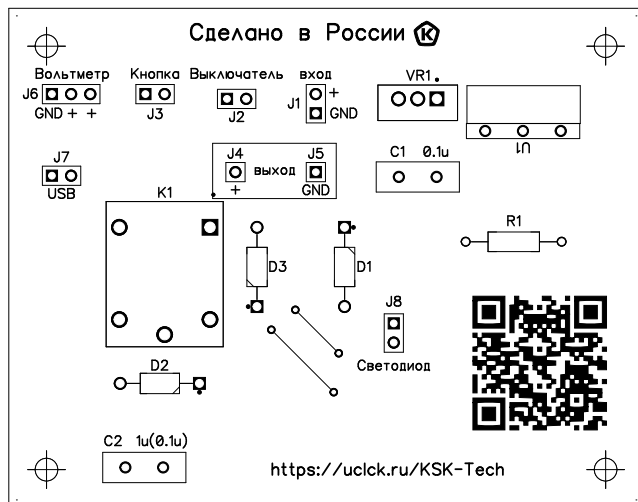 Сделано в России K
Вольтметр Кнопка Выключатель вход VR1
J6 J3 J2 J1 +
GND + + GND
U1
J7 J4 выход J5 C1 0.1u
USB + GND
K1
R1
D3 D1
J8
Светодиод
D2
C2 1u(0.1u)
https://uclck.ru/KSK-Tech